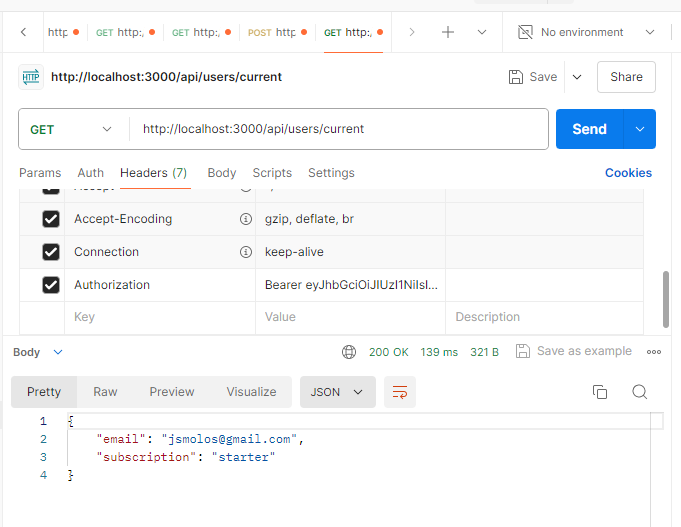 http GET http:/ GET http:/ POST http GET http:/ No environment
HTTP http://localhost:3000/api/users/current Save Share
GET http://localhost:3000/api/users/current Send
Params Auth Headers (7) Body Scripts Settings Cookies
Accept-Encoding gzip, deflate, br
Connection keep-alive
Authorization Bearer eyJhbGciOiJIUzI1NiIsI...
Key Value Description
Body 200 OK 139 ms 321 B Save as example
Pretty Raw Preview Visualize JSON
1 {
2 "email": "jsmolos@gmail.com",
3 "subscription": "starter"
4 }